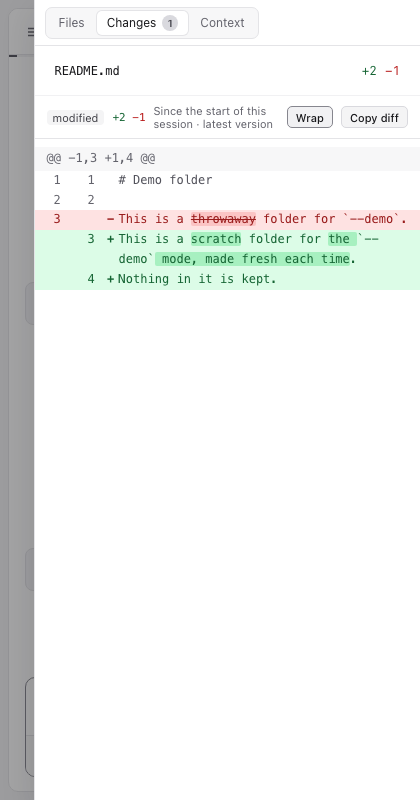 Files Changes 1 Context
README.md +2 −1
modified +2 −1 Since the start of this
session · latest version Wrap Copy diff
@@ −1,3 +1,4 @@
1 1 # Demo folder
2 2
3 − This is a throwaway folder for `--demo`.
3 + This is a scratch folder for the `--
demo` mode, made fresh each time.
4 + Nothing in it is kept.